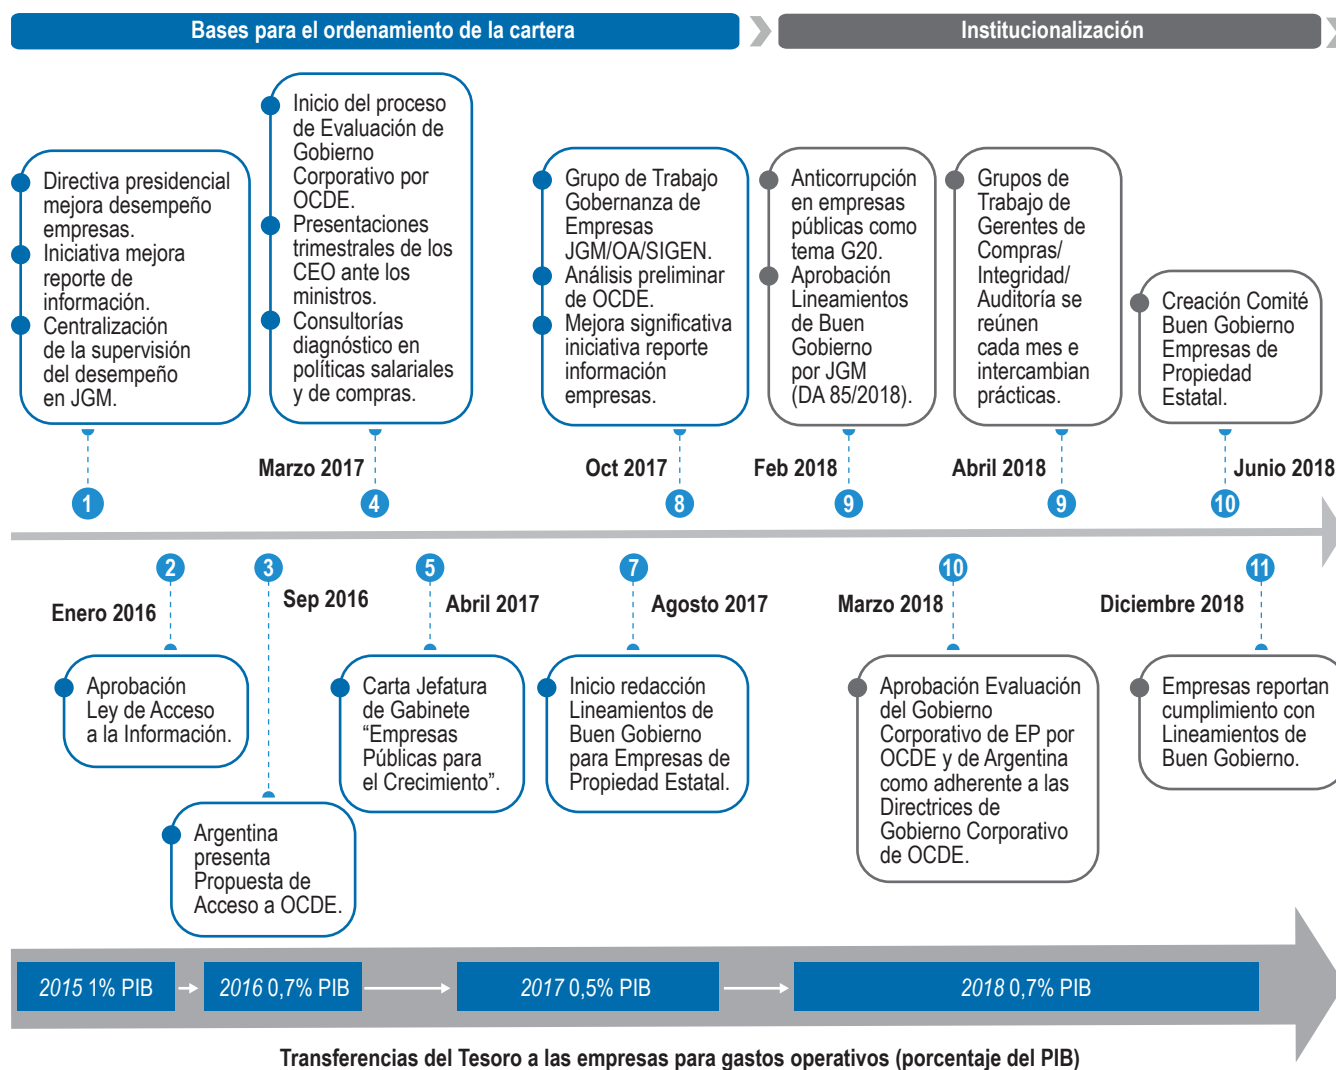 Bases para el ordenamiento de la cartera
Institucionalización
Directiva presidencial
mejora desempeño
empresas.
Iniciativa mejora
reporte de
información.
Centralización
de la supervisión
del desempeño
en JGM.
Inicio del proceso
de Evaluación de
Gobierno
Corporativo por
OCDE.
Presentaciones
trimestrales de los
CEO ante los
ministros.
Consultorías
diagnóstico en
políticas salariales
y de compras.
Grupo de Trabajo
Gobernanza de
Empresas
JGM/OA/SIGEN.
Análisis preliminar
de OCDE.
Mejora significativa
iniciativa reporte
información
empresas.
Anticorrupción
en empresas
públicas como
tema G20.
Aprobación
Lineamientos
de Buen
Gobierno
por JGM
(DA 85/2018).
Grupos de
Trabajo de
Gerentes de
Compras/
Integridad/
Auditoría se
reúnen
cada mes e
intercambian
prácticas.
Creación Comité
Buen Gobierno
Empresas de
Propiedad
Estatal.
Marzo 2017
Oct 2017
Feb 2018
Abril 2018
Junio 2018
1
4
8
9
9
10
2
3
5
7
10
11
Enero 2016
Sep 2016
Abril 2017
Agosto 2017
Marzo 2018
Diciembre 2018
Aprobación
Ley de Acceso
a la Información.
Argentina
presenta
Propuesta de
Acceso a OCDE.
Carta Jefatura
de Gabinete
“Empresas
Públicas para
el Crecimiento”.
Inicio redacción
Lineamientos de
Buen Gobierno
para Empresas de
Propiedad Estatal.
Aprobación Evaluación
del Gobierno
Corporativo de EP por
OCDE y de Argentina
como adherente a las
Directrices de
Gobierno Corporativo
de OCDE.
Empresas reportan
cumplimiento con
Lineamientos de
Buen Gobierno.
2015 1% PIB
2016 0,7% PIB
2017 0,5% PIB
2018 0,7% PIB
Transferencias del Tesoro a las empresas para gastos operativos (porcentaje del PIB)